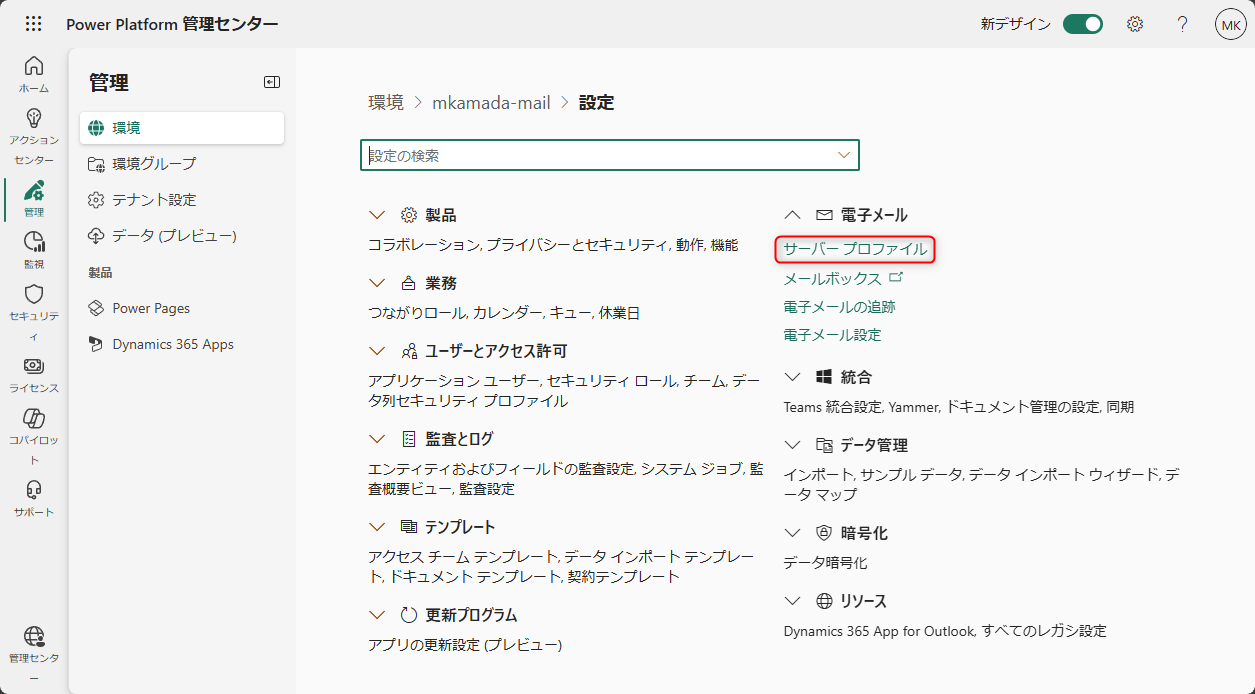 Power Platform 管理センター
新デザイン
?
MK
ホーム
アクション
センター
管理
監視
セキュリテ
ィ
ライセンス
コパイロッ
ト
サポート
管理センタ
ー
管理
環境
環境グループ
テナント設定
データ (プレビュー)
製品
Power Pages
Dynamics 365 Apps
環境 > mkamada-mail > 設定
設定の検索
製品
コラボレーション, プライバシーとセキュリティ, 動作, 機能
業務
つながりロール, カレンダー, キュー, 休業日
ユーザーとアクセス許可
アプリケーション ユーザー, セキュリティ ロール, チーム, デー
タ列セキュリティ プロファイル
監査とログ
エンティティおよびフィールドの監査設定, システム ジョブ, 監
査概要ビュー, 監査設定
テンプレート
アクセス チーム テンプレート, データ インポート テンプレー
ト, ドキュメント テンプレート, 契約テンプレート
更新プログラム
アプリの更新設定 (プレビュー)
電子メール
サーバー プロファイル
メールボックス
電子メールの追跡
電子メール設定
統合
Teams 統合設定, Yammer, ドキュメント管理の設定, 同期
データ管理
インポート, サンプル データ, データ インポート ウィザード, デ
ータ マップ
暗号化
データ暗号化
リソース
Dynamics 365 App for Outlook, すべてのレガシ設定